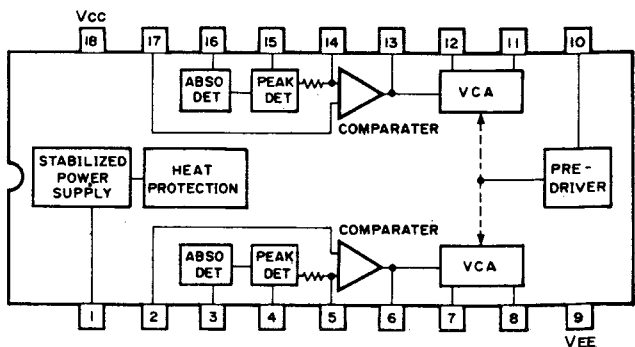 VCC
18 17 16 15 14 13 12 11 10
ABSO
DET
PEAK
DET
VCA
COMPARATER
STABILIZED
POWER
SUPPLY
HEAT
PROTECTION
PRE-
DRIVER
COMPARATER
ABSO
DET
PEAK
DET
VCA
1 2 3 4 5 6 7 8 9
VEE